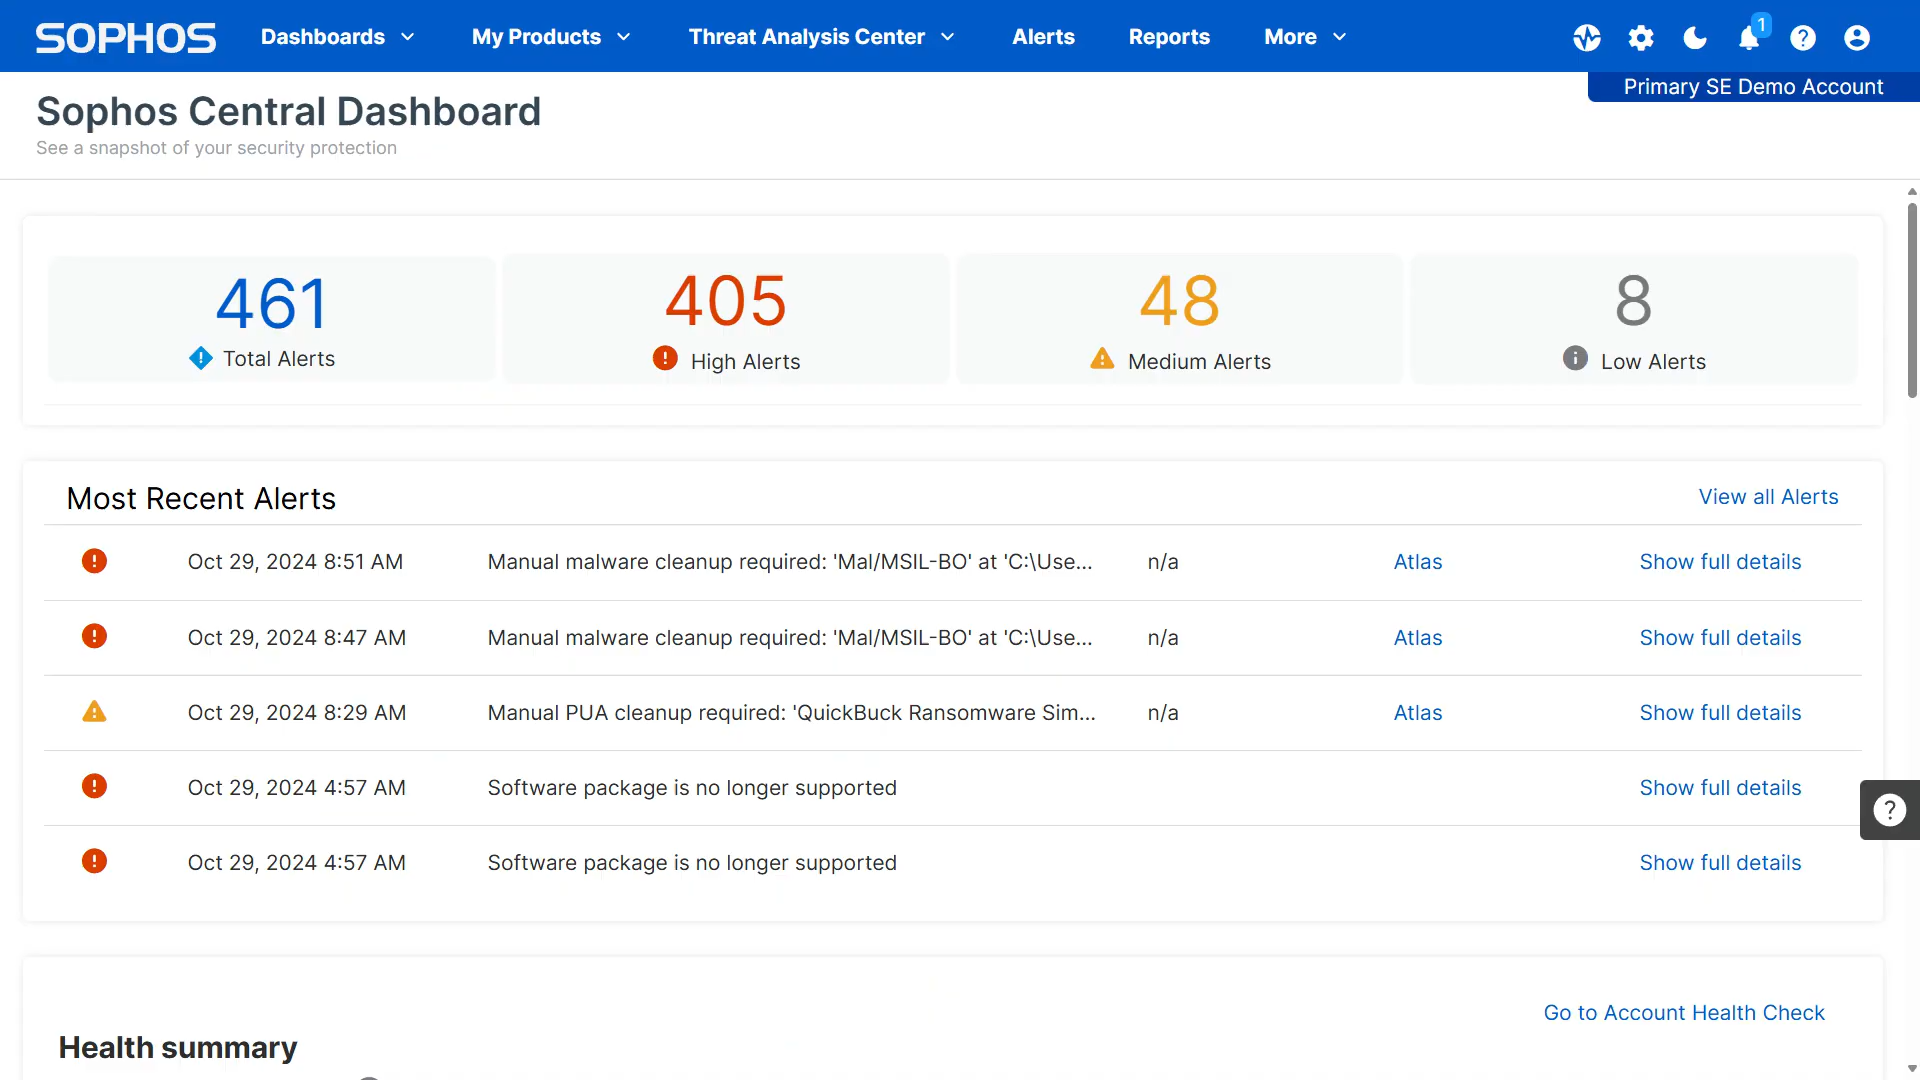 SOPHOS Dashboards My Products Threat Analysis Center Alerts Reports More 1
Primary SE Demo Account
Sophos Central Dashboard
See a snapshot of your security protection
461 405 48 8
Total Alerts High Alerts Medium Alerts Low Alerts
Most Recent Alerts View all Alerts
Oct 29, 2024 8:51 AM Manual malware cleanup required: 'Mal/MSIL-BO' at 'C:\Use... n/a Atlas Show full details
Oct 29, 2024 8:47 AM Manual malware cleanup required: 'Mal/MSIL-BO' at 'C:\Use... n/a Atlas Show full details
Oct 29, 2024 8:29 AM Manual PUA cleanup required: 'QuickBuck Ransomware Sim... n/a Atlas Show full details
Oct 29, 2024 4:57 AM Software package is no longer supported Show full details
Oct 29, 2024 4:57 AM Software package is no longer supported Show full details
Go to Account Health Check
Health summary